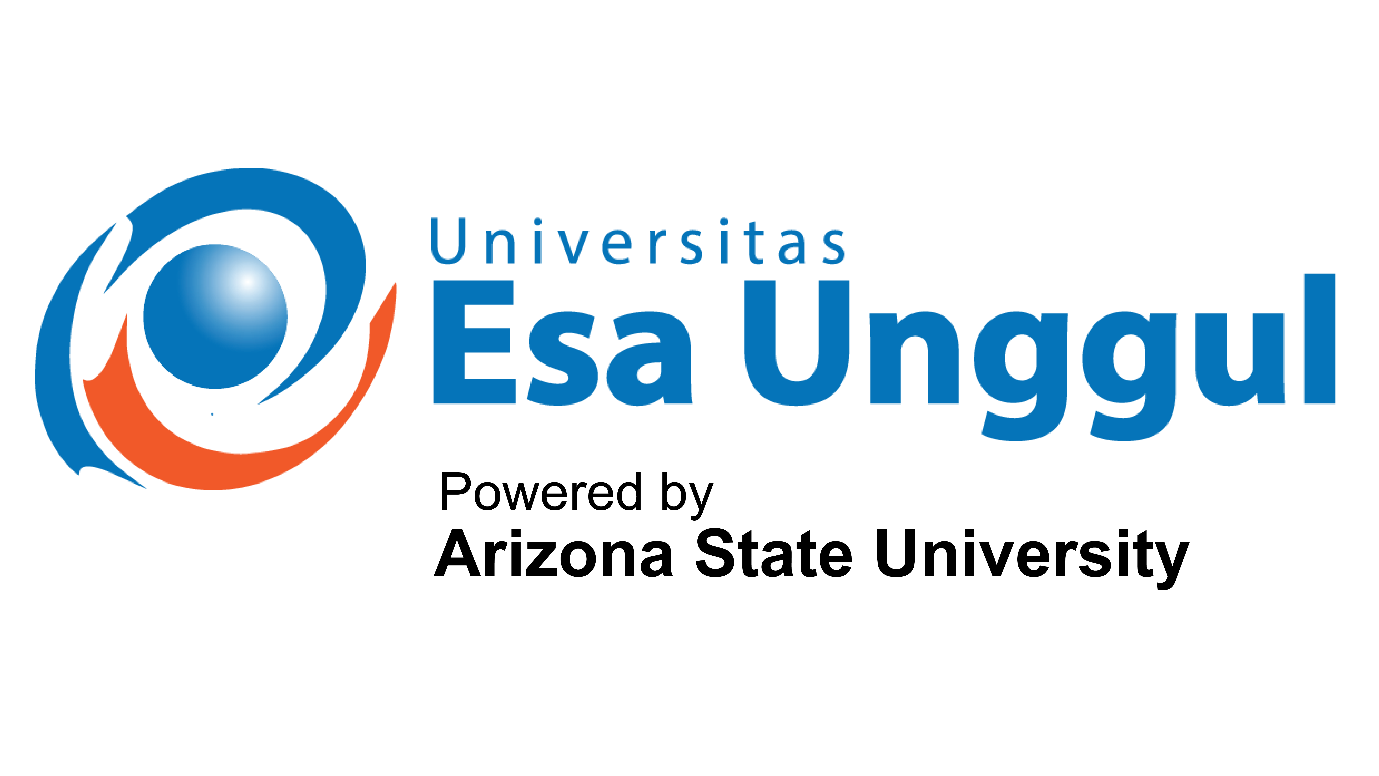 Universitas
Esa Unggul
Powered by
Arizona State University